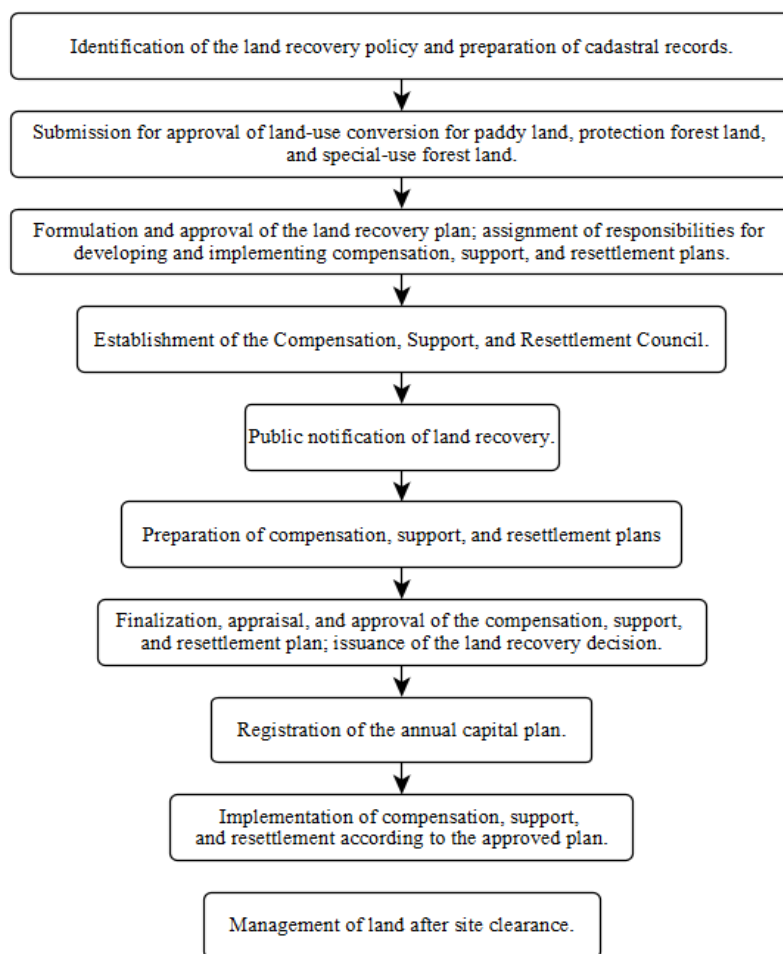 Identification of the land recovery policy and preparation of cadastral records.
Submission for approval of land-use conversion for paddy land, protection forest land,
and special-use forest land.
Formulation and approval of the land recovery plan; assignment of responsibilities for
developing and implementing compensation, support, and resettlement plans.
Establishment of the Compensation, Support, and Resettlement Council.
Public notification of land recovery.
Preparation of compensation, support, and resettlement plans
Finalization, appraisal, and approval of the compensation, support,
and resettlement plan; issuance of the land recovery decision.
Registration of the annual capital plan.
Implementation of compensation, support,
and resettlement according to the approved plan.
Management of land after site clearance.